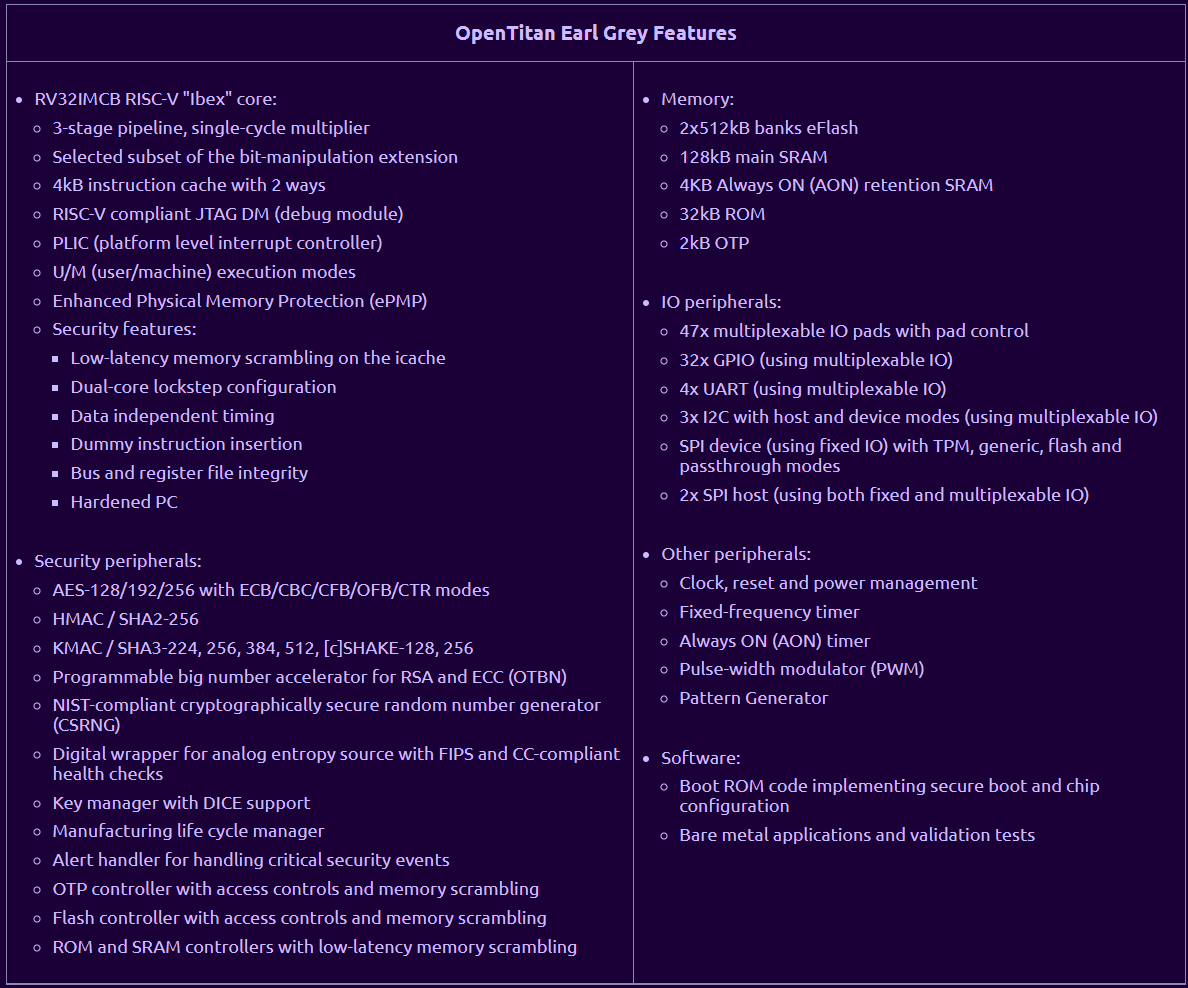 OpenTitan Earl Grey Features
RV32IMCB RISC-V "Ibex" core:
3-stage pipeline, single-cycle multiplier
Selected subset of the bit-manipulation extension
4kB instruction cache with 2 ways
RISC-V compliant JTAG DM (debug module)
PLIC (platform level interrupt controller)
U/M (user/machine) execution modes
Enhanced Physical Memory Protection (ePMP)
Security features:
Low-latency memory scrambling on the icache
Dual-core lockstep configuration
Data independent timing
Dummy instruction insertion
Bus and register file integrity
Hardened PC
Security peripherals:
AES-128/192/256 with ECB/CBC/CFB/OFB/CTR modes
HMAC / SHA2-256
KMAC / SHA3-224, 256, 384, 512, [c]SHAKE-128, 256
Programmable big number accelerator for RSA and ECC (OTBN)
NIST-compliant cryptographically secure random number generator
(CSRNG)
Digital wrapper for analog entropy source with FIPS and CC-compliant
health checks
Key manager with DICE support
Manufacturing life cycle manager
Alert handler for handling critical security events
OTP controller with access controls and memory scrambling
Flash controller with access controls and memory scrambling
ROM and SRAM controllers with low-latency memory scrambling
Memory:
2x512kB banks eFlash
128kB main SRAM
4KB Always ON (AON) retention SRAM
32kB ROM
2kB OTP
IO peripherals:
47x multiplexable IO pads with pad control
32x GPIO (using multiplexable IO)
4x UART (using multiplexable IO)
3x I2C with host and device modes (using multiplexable IO)
SPI device (using fixed IO) with TPM, generic, flash and
passthrough modes
2x SPI host (using both fixed and multiplexable IO)
Other peripherals:
Clock, reset and power management
Fixed-frequency timer
Always ON (AON) timer
Pulse-width modulator (PWM)
Pattern Generator
Software:
Boot ROM code implementing secure boot and chip
configuration
Bare metal applications and validation tests